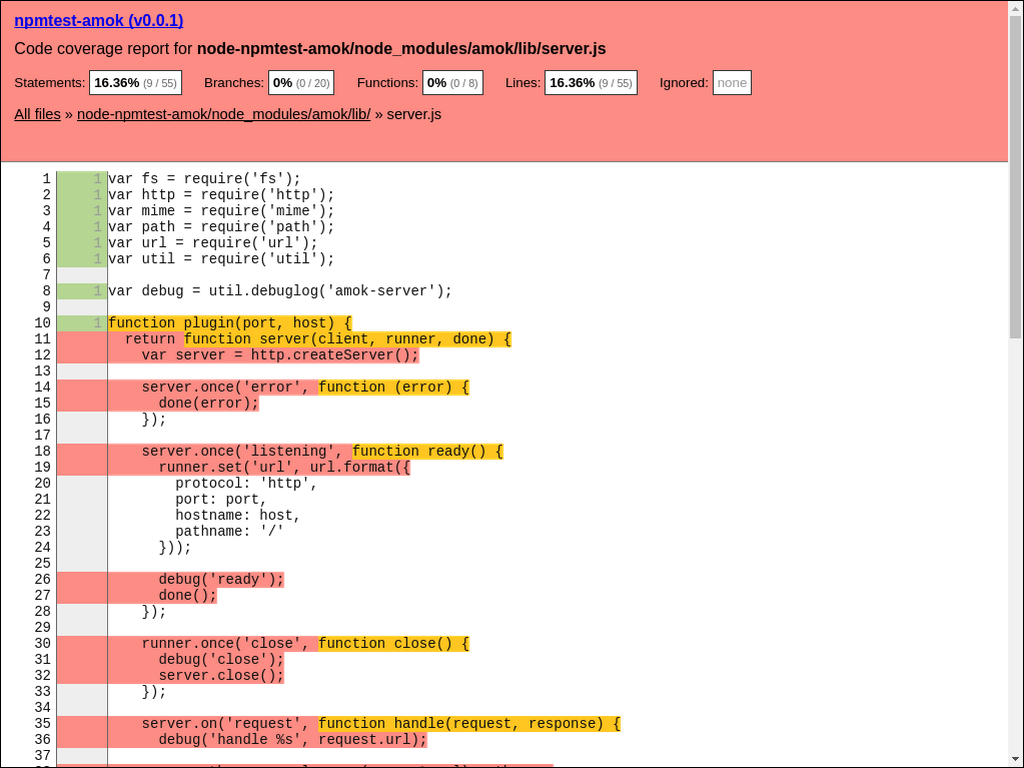 npmtest-amok (v0.0.1)
Code coverage report for node-npmtest-amok/node_modules/amok/lib/server.js
Statements: 16.36% (9 / 55) Branches: 0% (0 / 20) Functions: 0% (0 / 8) Lines: 16.36% (9 / 55) Ignored: none
All files » node-npmtest-amok/node_modules/amok/lib/ » server.js
1 1 var fs = require('fs');
2 1 var http = require('http');
3 1 var mime = require('mime');
4 1 var path = require('path');
5 1 var url = require('url');
6 1 var util = require('util');
7
8 1 var debug = util.debuglog('amok-server');
9
10 1 function plugin(port, host) {
11   return function server(client, runner, done) {
12     var server = http.createServer();
13
14     server.once('error', function (error) {
15       done(error);
16     });
17
18     server.once('listening', function ready() {
19       runner.set('url', url.format({
20         protocol: 'http',
21         port: port,
22         hostname: host,
23         pathname: '/'
24       }));
25
26       debug('ready');
27       done();
28     });
29
30     runner.once('close', function close() {
31       debug('close');
32       server.close();
33     });
34
35     server.on('request', function handle(request, response) {
36       debug('handle %s', request.url);
37